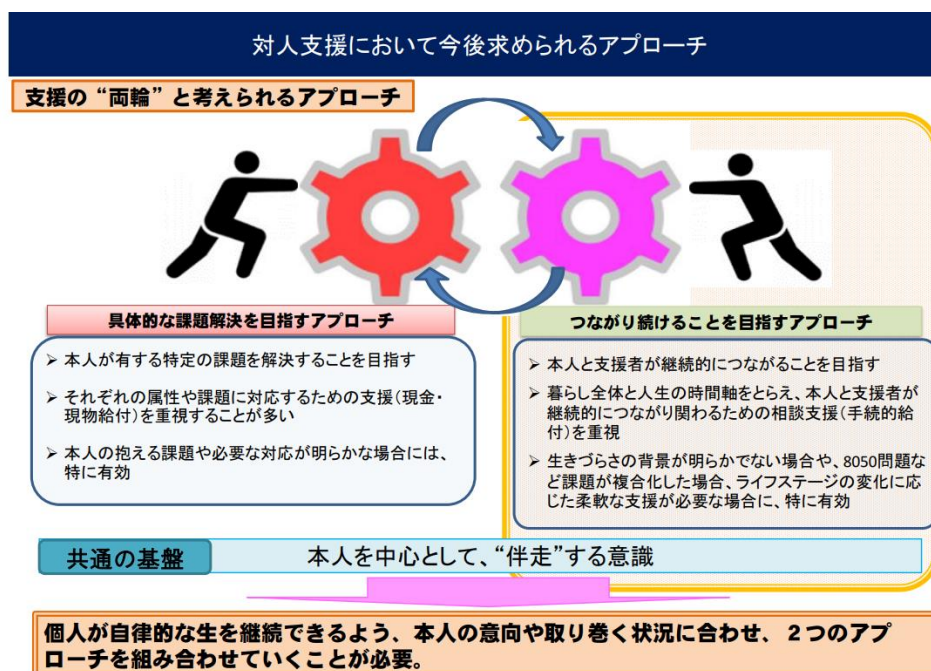 対人支援において今後求められるアプローチ
支援の“両輪”と考えられるアプローチ
具体的な課題解決を目指すアプローチ
➢ 本人が有する特定の課題を解決することを目指す
➢ それぞれの属性や課題に対応するための支援(現金・
現物給付)を重視することが多い
➢ 本人の抱える課題や必要な対応が明らかな場合には、
特に有効
つながり続けることを目指すアプローチ
➢ 本人と支援者が継続的につながることを目指す
➢ 暮らし全体と人生の時間軸をとらえ、本人と支援者が
継続的につながり関わるための相談支援(手続的給
付)を重視
➢ 生きづらさの背景が明らかでない場合や、8050問題な
ど課題が複合化した場合、ライフステージの変化に応
じた柔軟な支援が必要な場合に、特に有効
共通の基盤
本人を中心として、“伴走”する意識
個人が自律的な生を継続できるよう、本人の意向や取り巻く状況に合わせ、2つのアプ
ローチを組み合わせていくことが必要。